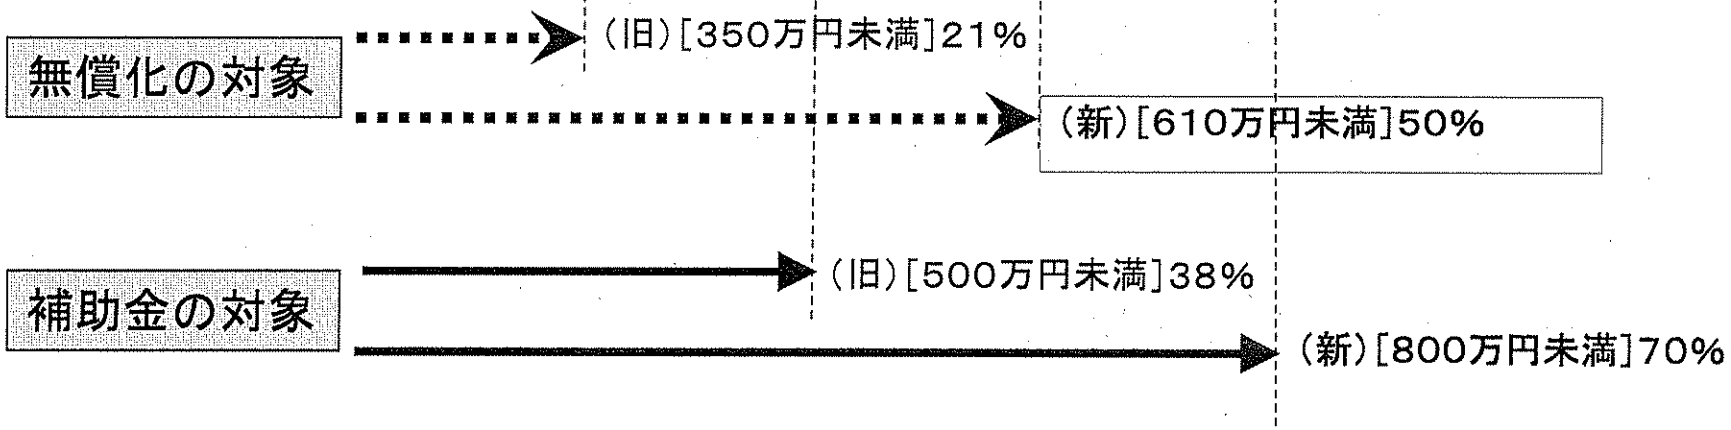 (旧)[350万円未満]21%
無償化の対象
(新)[610万円未満]50%
(旧)[500万円未満]38%
補助金の対象
(新)[800万円未満]70%